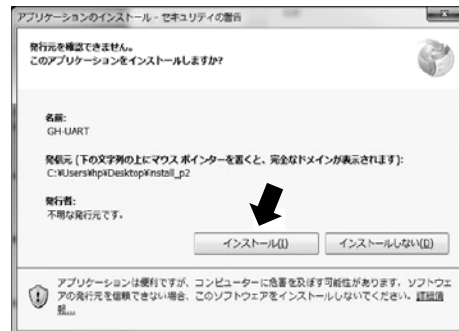 アプリケーションのインストール - セキュリティの警告
発行元を確認できません。
このアプリケーションをインストールしますか?
名前:
GH-UART
発信元 (下の文字列の上にマウス ポインターを置くと、完全なドメインが表示されます):
C:¥Users¥hp¥Desktop¥install_p2
発行者:
不明な発行元です。
インストール(I)
インストールしない(D)
アプリケーションは便利ですが、コンピューターに危害を及ぼす可能性があります。ソフトウェ
アの発行元を信頼できない場合、このソフトウェアをインストールしないでください。詳細情
報...